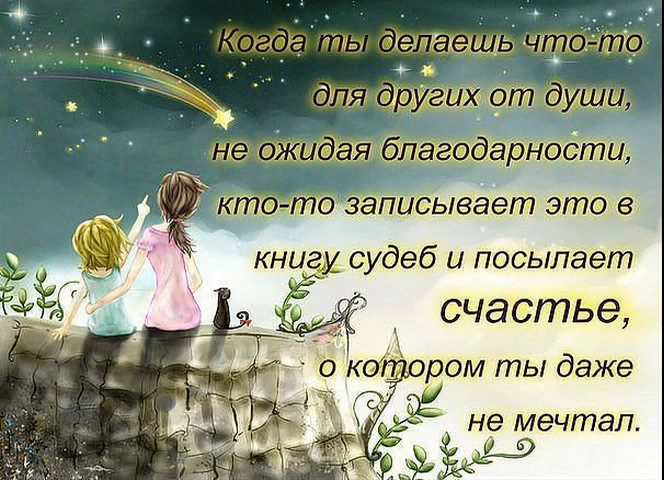 Когда ты делаешь что-то
для других от души,
не ожидая благодарности,
кто-то записывает это в
книгу судеб и посылает
счастье,
о котором ты даже
не мечтал.